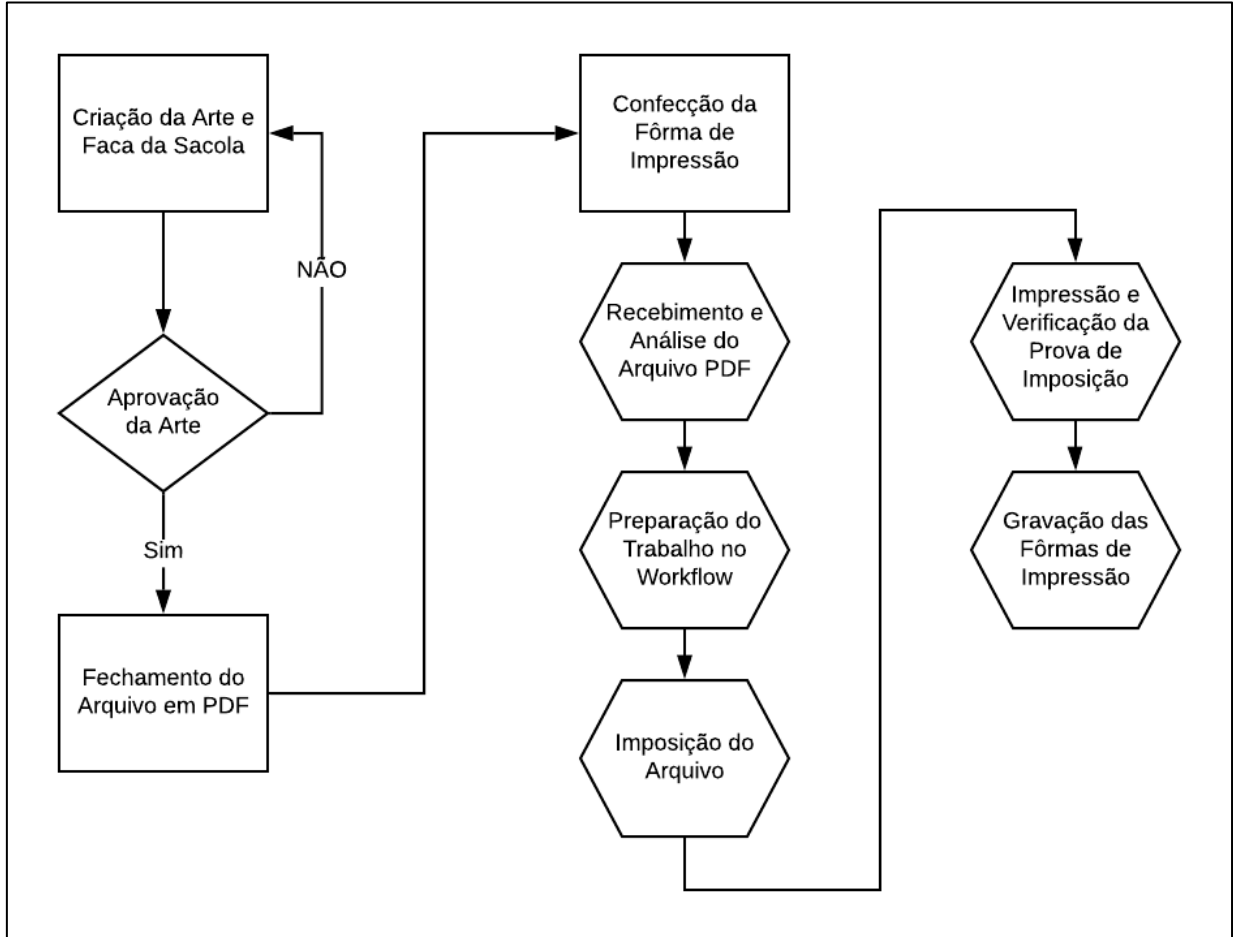 Criação da Arte e
Faca da Sacola
NÃO
Aprovação
da Arte
Sim
Fechamento do
Arquivo em PDF
Confecção da
Fôrma de
Impressão
Recebimento e
Análise do
Arquivo PDF
Preparação do
Trabalho no
Workflow
Imposição do
Arquivo
Impressão e
Verificação da
Prova de
Imposição
Gravação das
Fôrmas de
Impressão